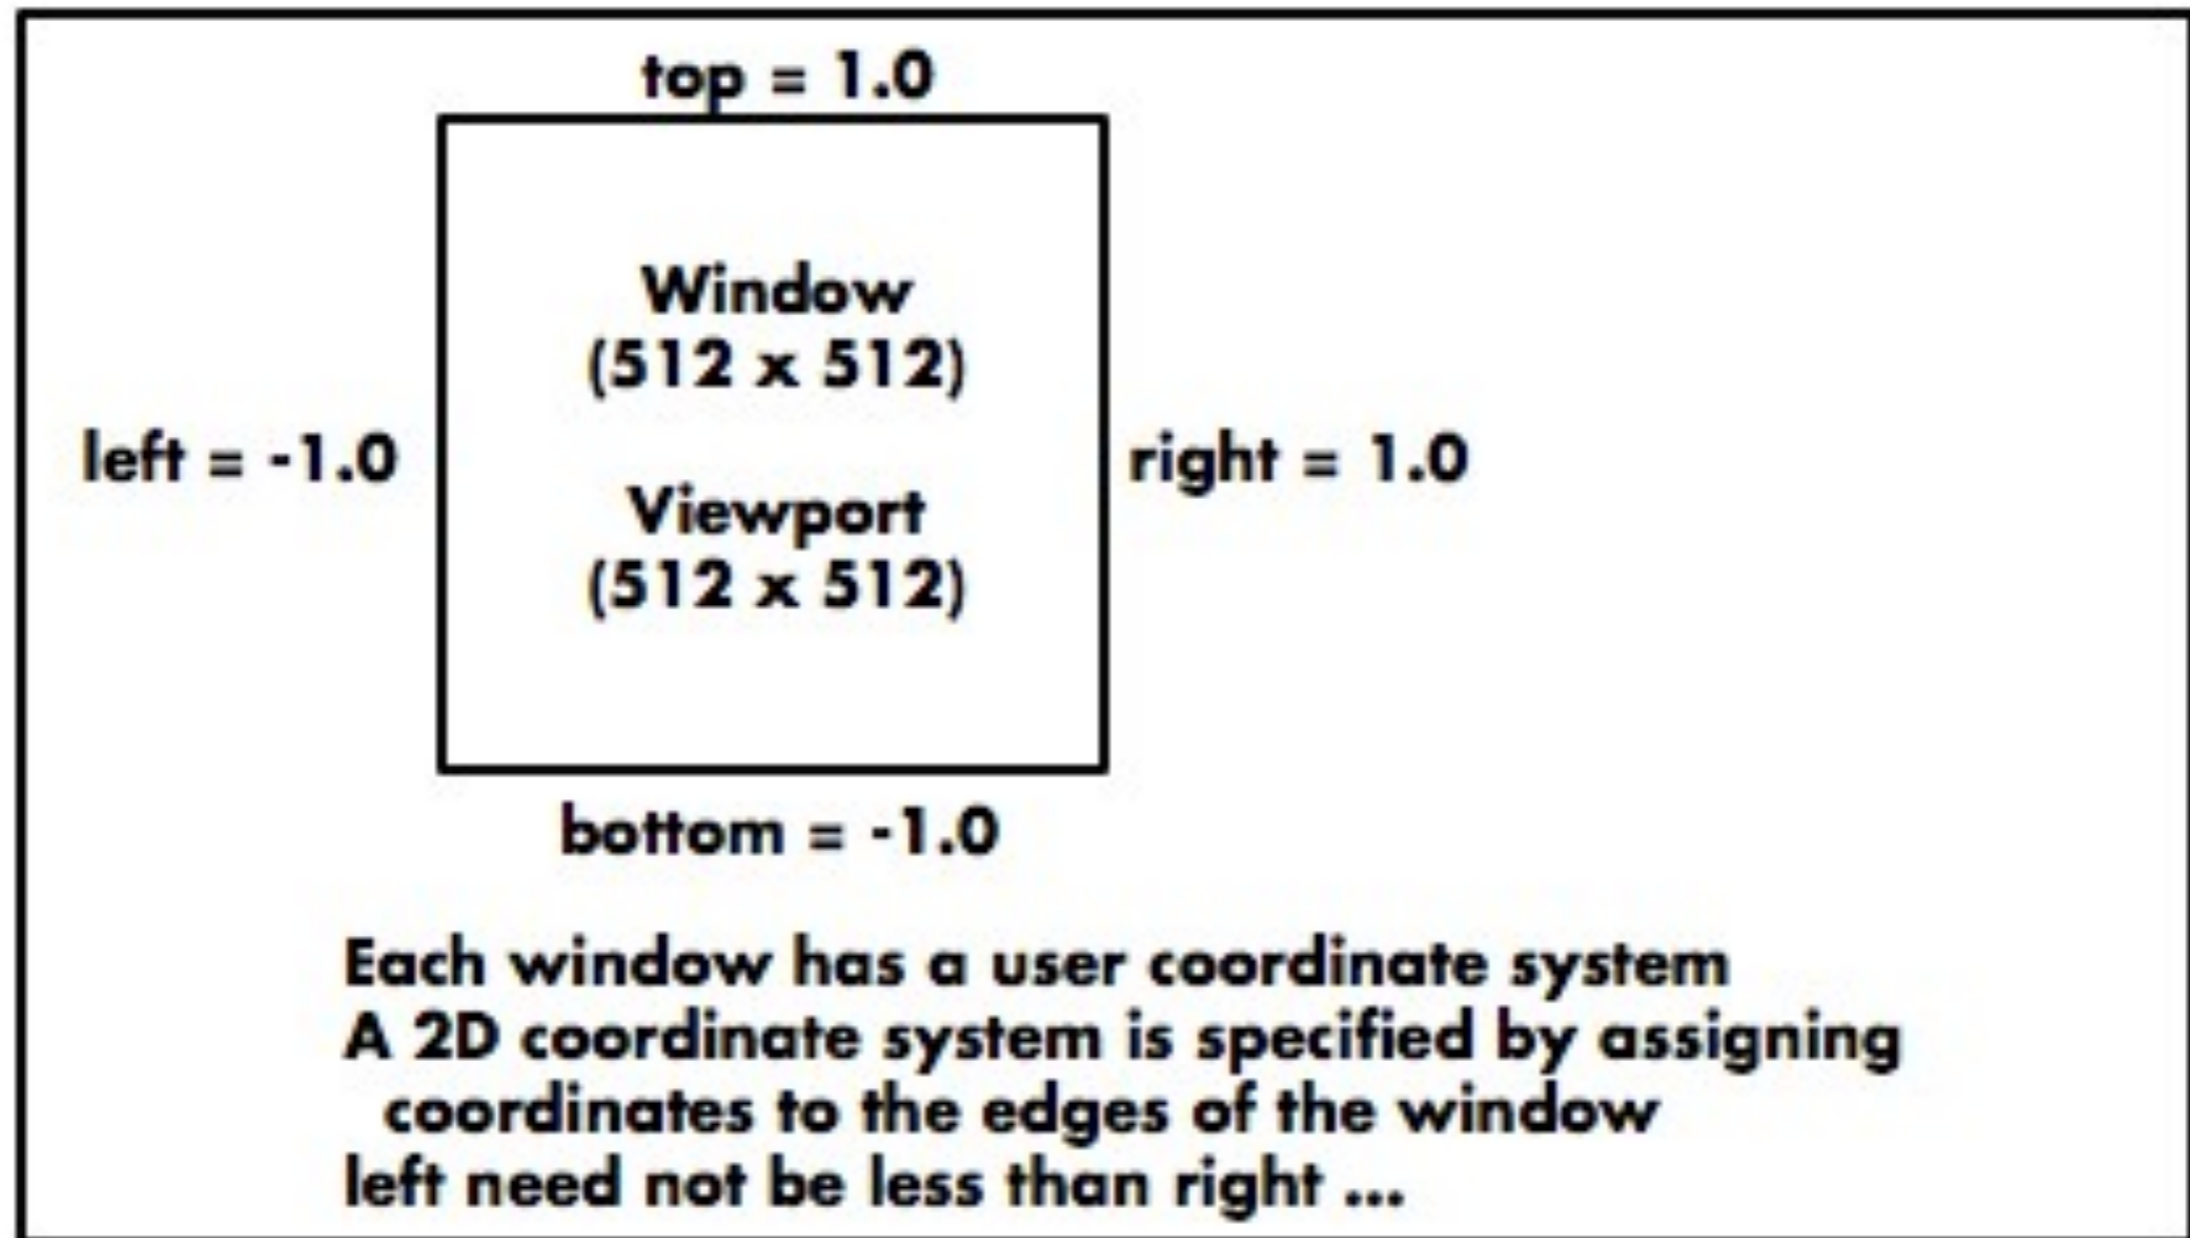 top = 1.0
Window
(512 x 512)
left = -1.0
right = 1.0
Viewport
(512 x 512)
bottom = -1.0
Each window has a user coordinate system
A 2D coordinate system is specified by assigning
coordinates to the edges of the window
left need not be less than right ...